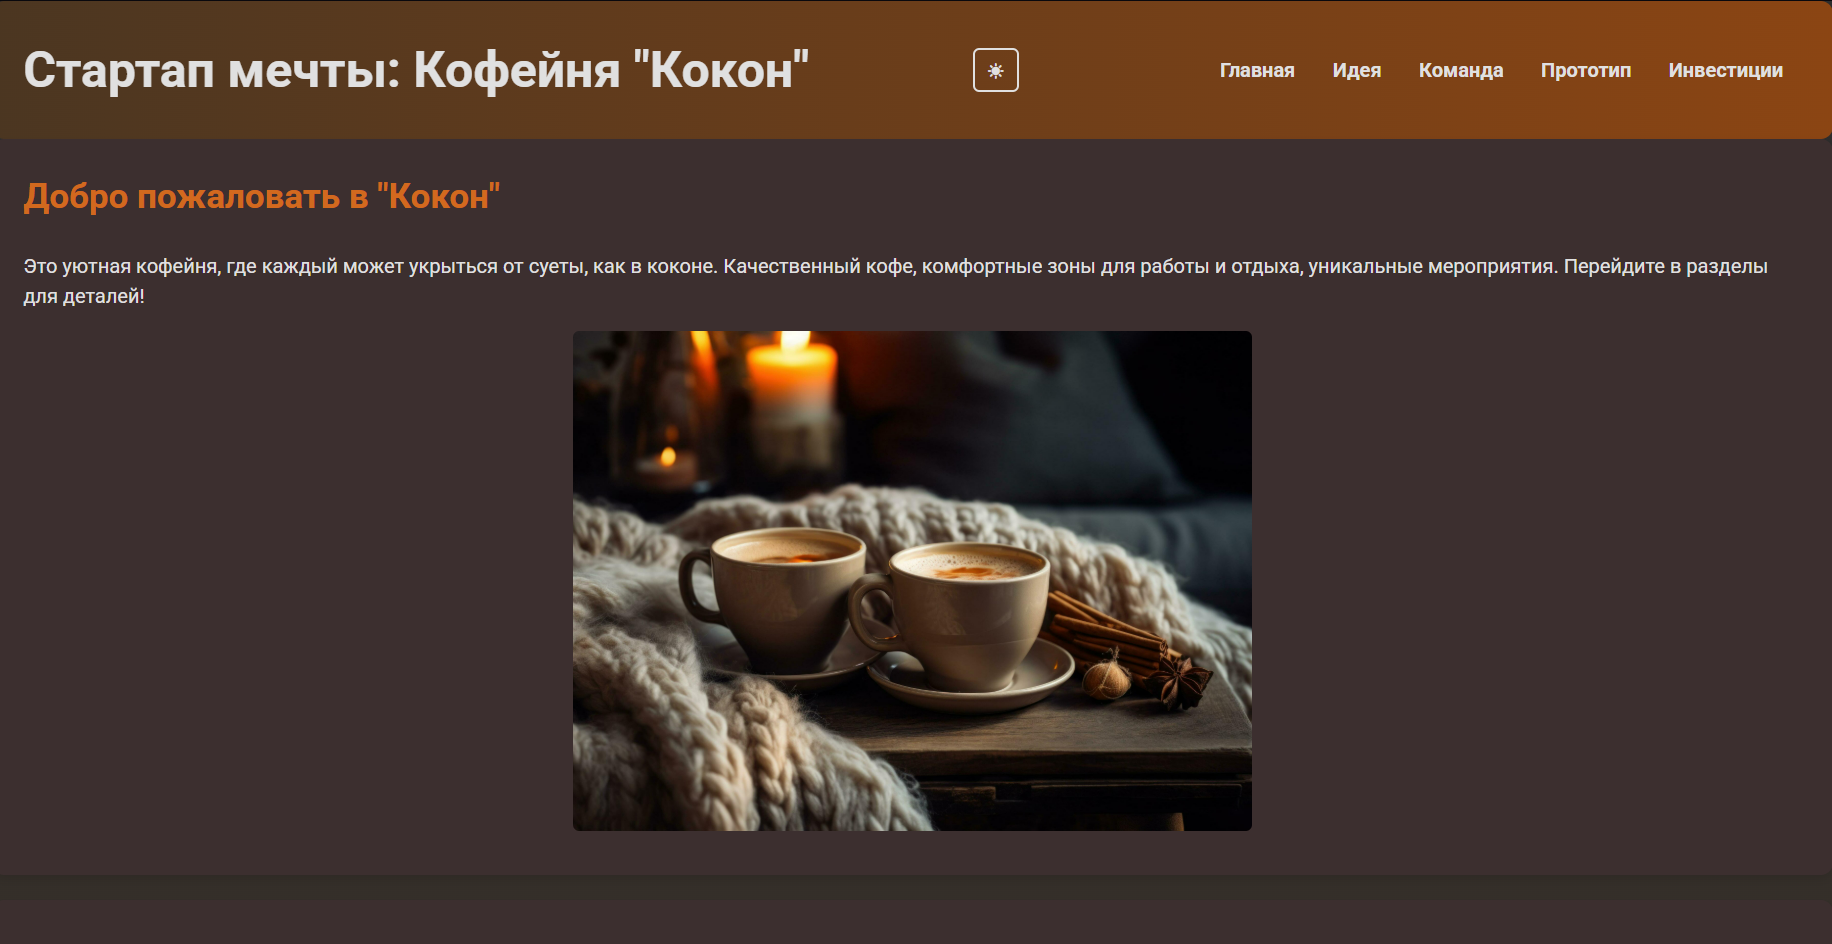 Стартап мечты: Кофейня "Кокон"
Главная Идея Команда Прототип Инвестиции
Добро пожаловать в "Кокон"
Это уютная кофейня, где каждый может укрыться от суеты, как в коконе. Качественный кофе, комфортные зоны для работы и отдыха, уникальные мероприятия. Перейдите в разделы
для деталей!